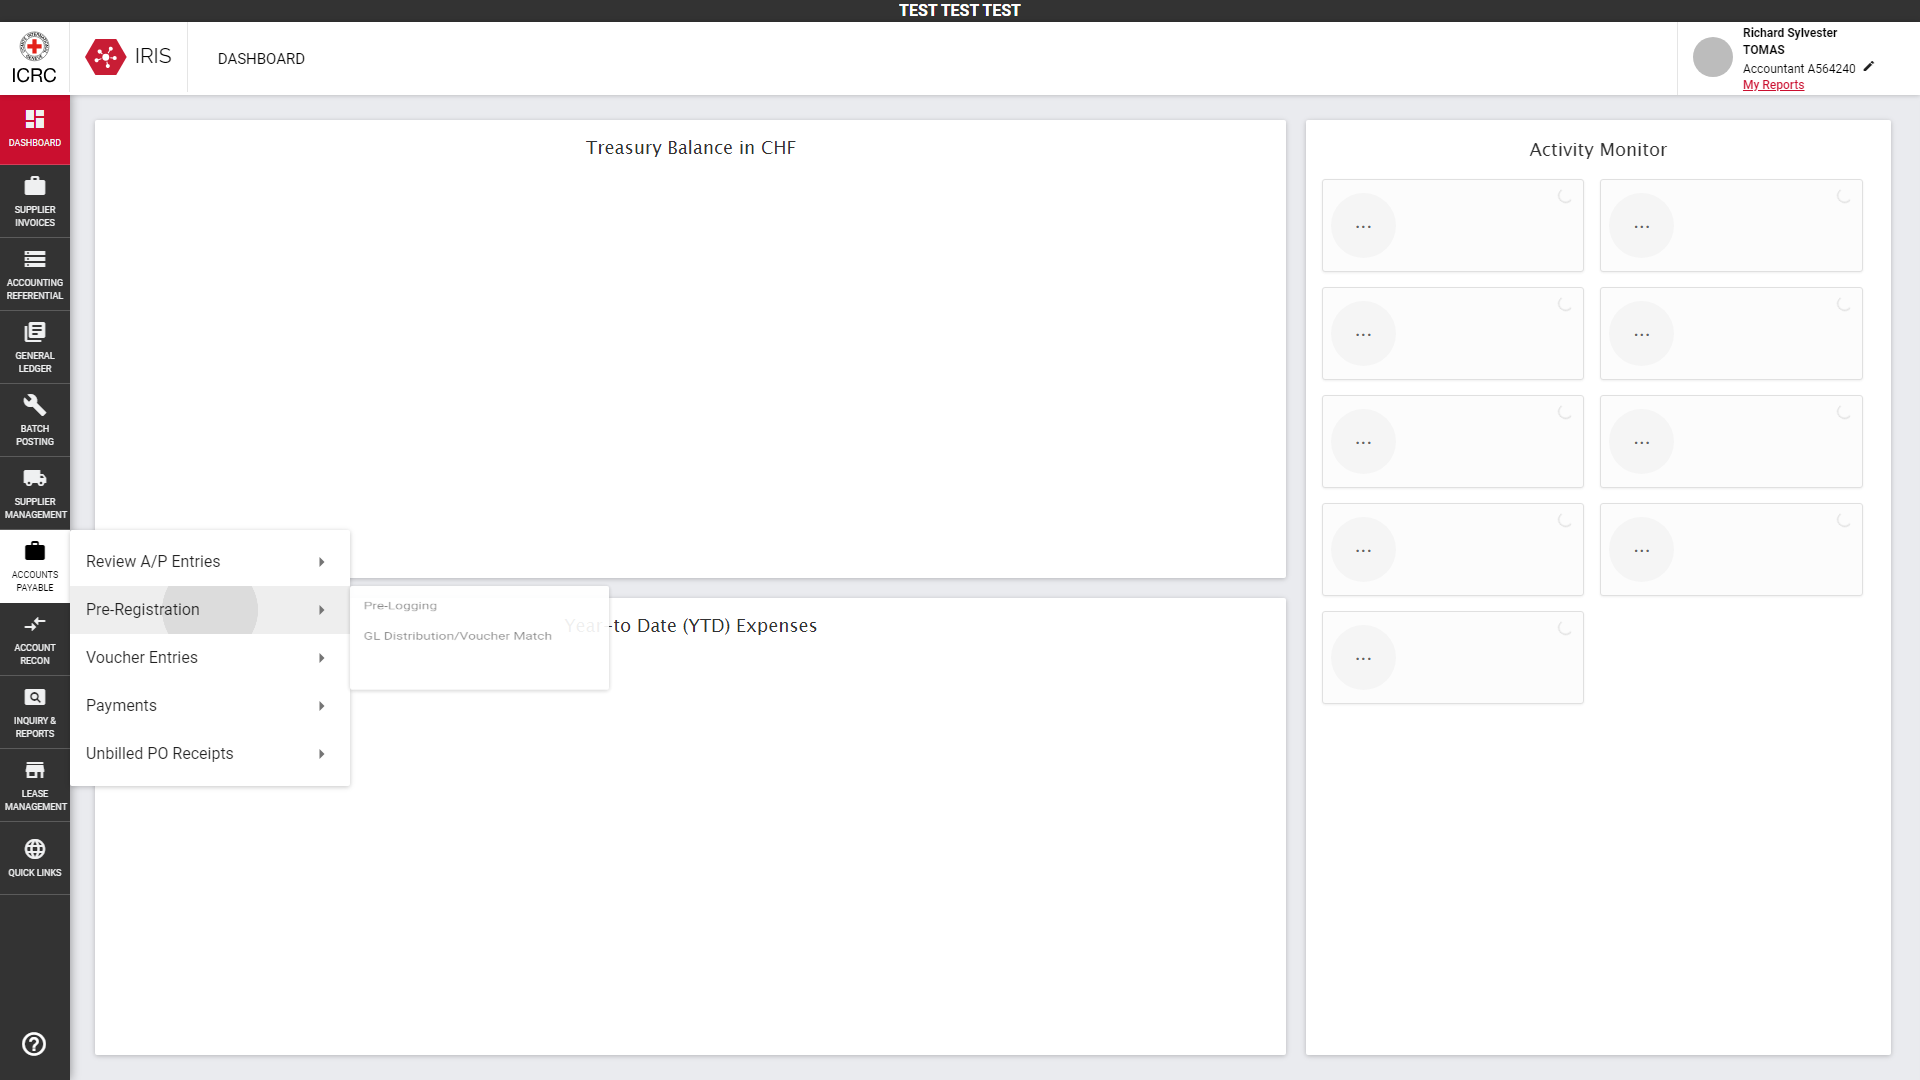 TEST TEST TEST
ICRC
IRIS
DASHBOARD
Richard Sylvester
TOMAS
Accountant A564240
My Reports
DASHBOARD
SUPPLIER
INVOICES
ACCOUNTING
REFERENTIAL
GENERAL
LEDGER
BATCH
POSTING
SUPPLIER
MANAGEMENT
ACCOUNTS
PAYABLE
ACCOUNT
RECON
INQUIRY &
REPORTS
LEASE
MANAGEMENT
QUICK LINKS
Review A/P Entries
Pre-Registration
Voucher Entries
Payments
Unbilled PO Receipts
Pre-Logging
GL Distribution/Voucher Match
Treasury Balance in CHF
Year-to Date (YTD) Expenses
Activity Monitor
...
...
...
...
...
...
...
...
...